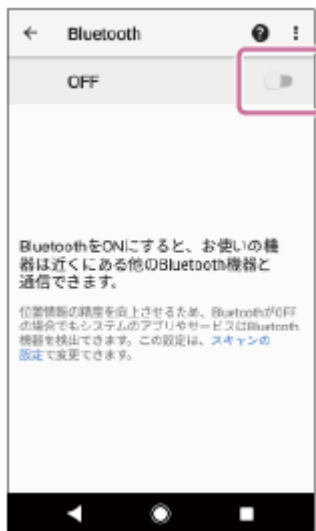 Bluetooth
OFF
BluetoothをONにすると、お使いの機
器は近くにある他のBluetooth機器と
通信できます。
位置情報の精度を向上させるため、BluetoothがOFF
の場合でもシステムのアプリやサービスはBluetooth
機器を検出できます。この設定は、スキャンの
設定で変更できます。